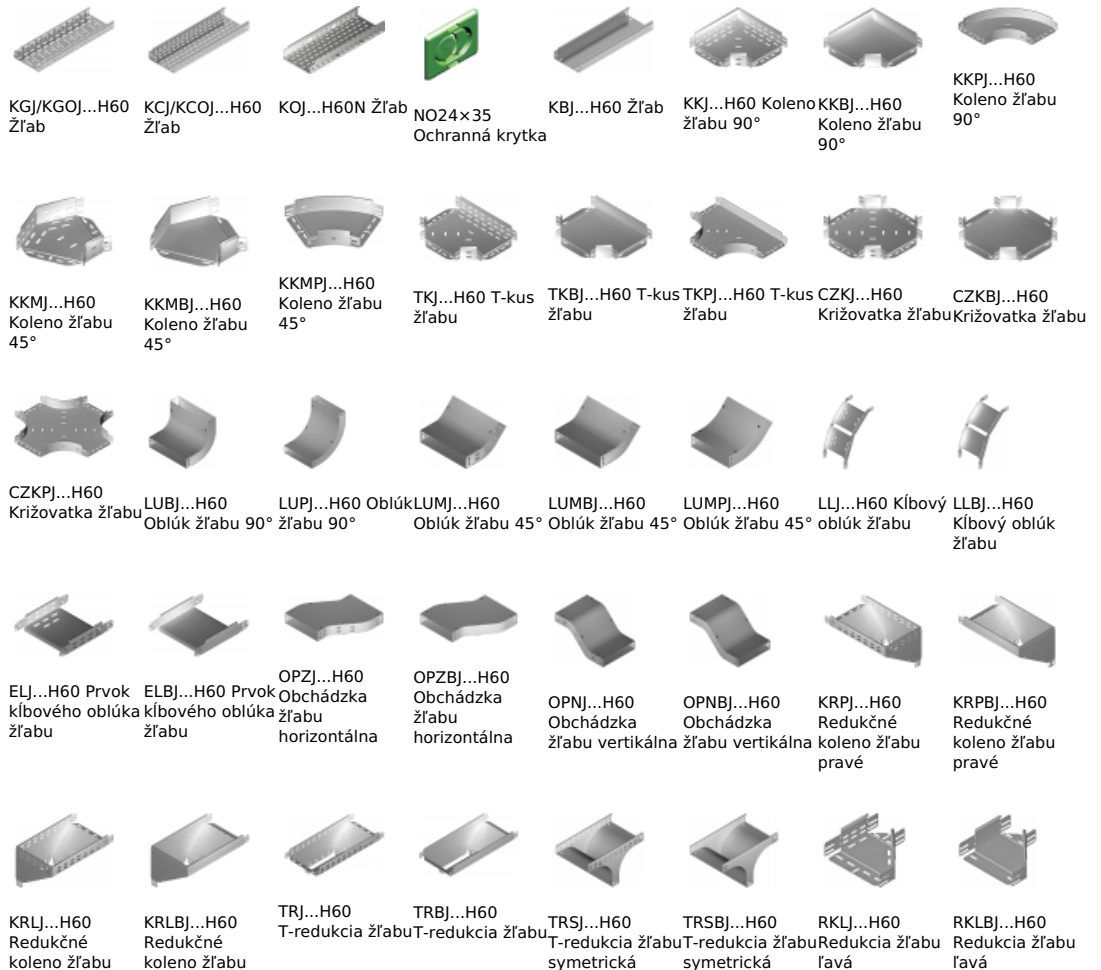 KGJ/KGOJ...H60
Žľab
KCJ/KCOJ...H60
Žľab
KOJ...H60N Žľab
NO24×35
Ochranná krytka
KBJ...H60 Žľab
KKJ...H60 Koleno
žľabu 90°
KKBJ...H60
Koleno žľabu
90°
KKPJ...H60
Koleno žľabu
90°
KKMJ...H60
Koleno žľabu
45°
KKMBJ...H60
Koleno žľabu
45°
KKMPJ...H60
Koleno žľabu
45°
TKJ...H60 T-kus
žľabu
TKBJ...H60 T-kus
žľabu
TKPJ...H60 T-kus
žľabu
CZKJ...H60
Križovatka žľabu
CZKBJ...H60
Križovatka žľabu
CZKPJ...H60
Križovatka žľabu
LUBJ...H60
Oblúk žľabu 90°
LUPJ...H60 Oblúk
žľabu 90°
LUMJ...H60
Oblúk žľabu 45°
LUMBJ...H60
Oblúk žľabu 45°
LUMPJ...H60
Oblúk žľabu 45°
LLJ...H60 Kĺbový
oblúk žľabu
LLBJ...H60
Kĺbový oblúk
žľabu
ELJ...H60 Prvok
kĺbového oblúka
žľabu
ELBJ...H60 Prvok
kĺbového oblúka
žľabu
OPZJ...H60
Obchádzka
žľabu
horizontálna
OPZBJ...H60
Obchádzka
žľabu
horizontálna
OPNJ...H60
Obchádzka
žľabu vertikálna
OPNBJ...H60
Obchádzka
žľabu vertikálna
KRPJ...H60
Redukčné
koleno žľabu
pravé
KRPBJ...H60
Redukčné
koleno žľabu
pravé
KRLJ...H60
Redukčné
koleno žľabu
KRLBJ...H60
Redukčné
koleno žľabu
TRJ...H60
T-redukcia žľabu
TRBJ...H60
T-redukcia žľabu
TRSJ...H60
T-redukcia žľabu
symetrická
TRSBJ...H60
T-redukcia žľabu
symetrická
RKLJ...H60
Redukcia žľabu
ľavá
RKLBJ...H60
Redukcia žľabu
ľavá